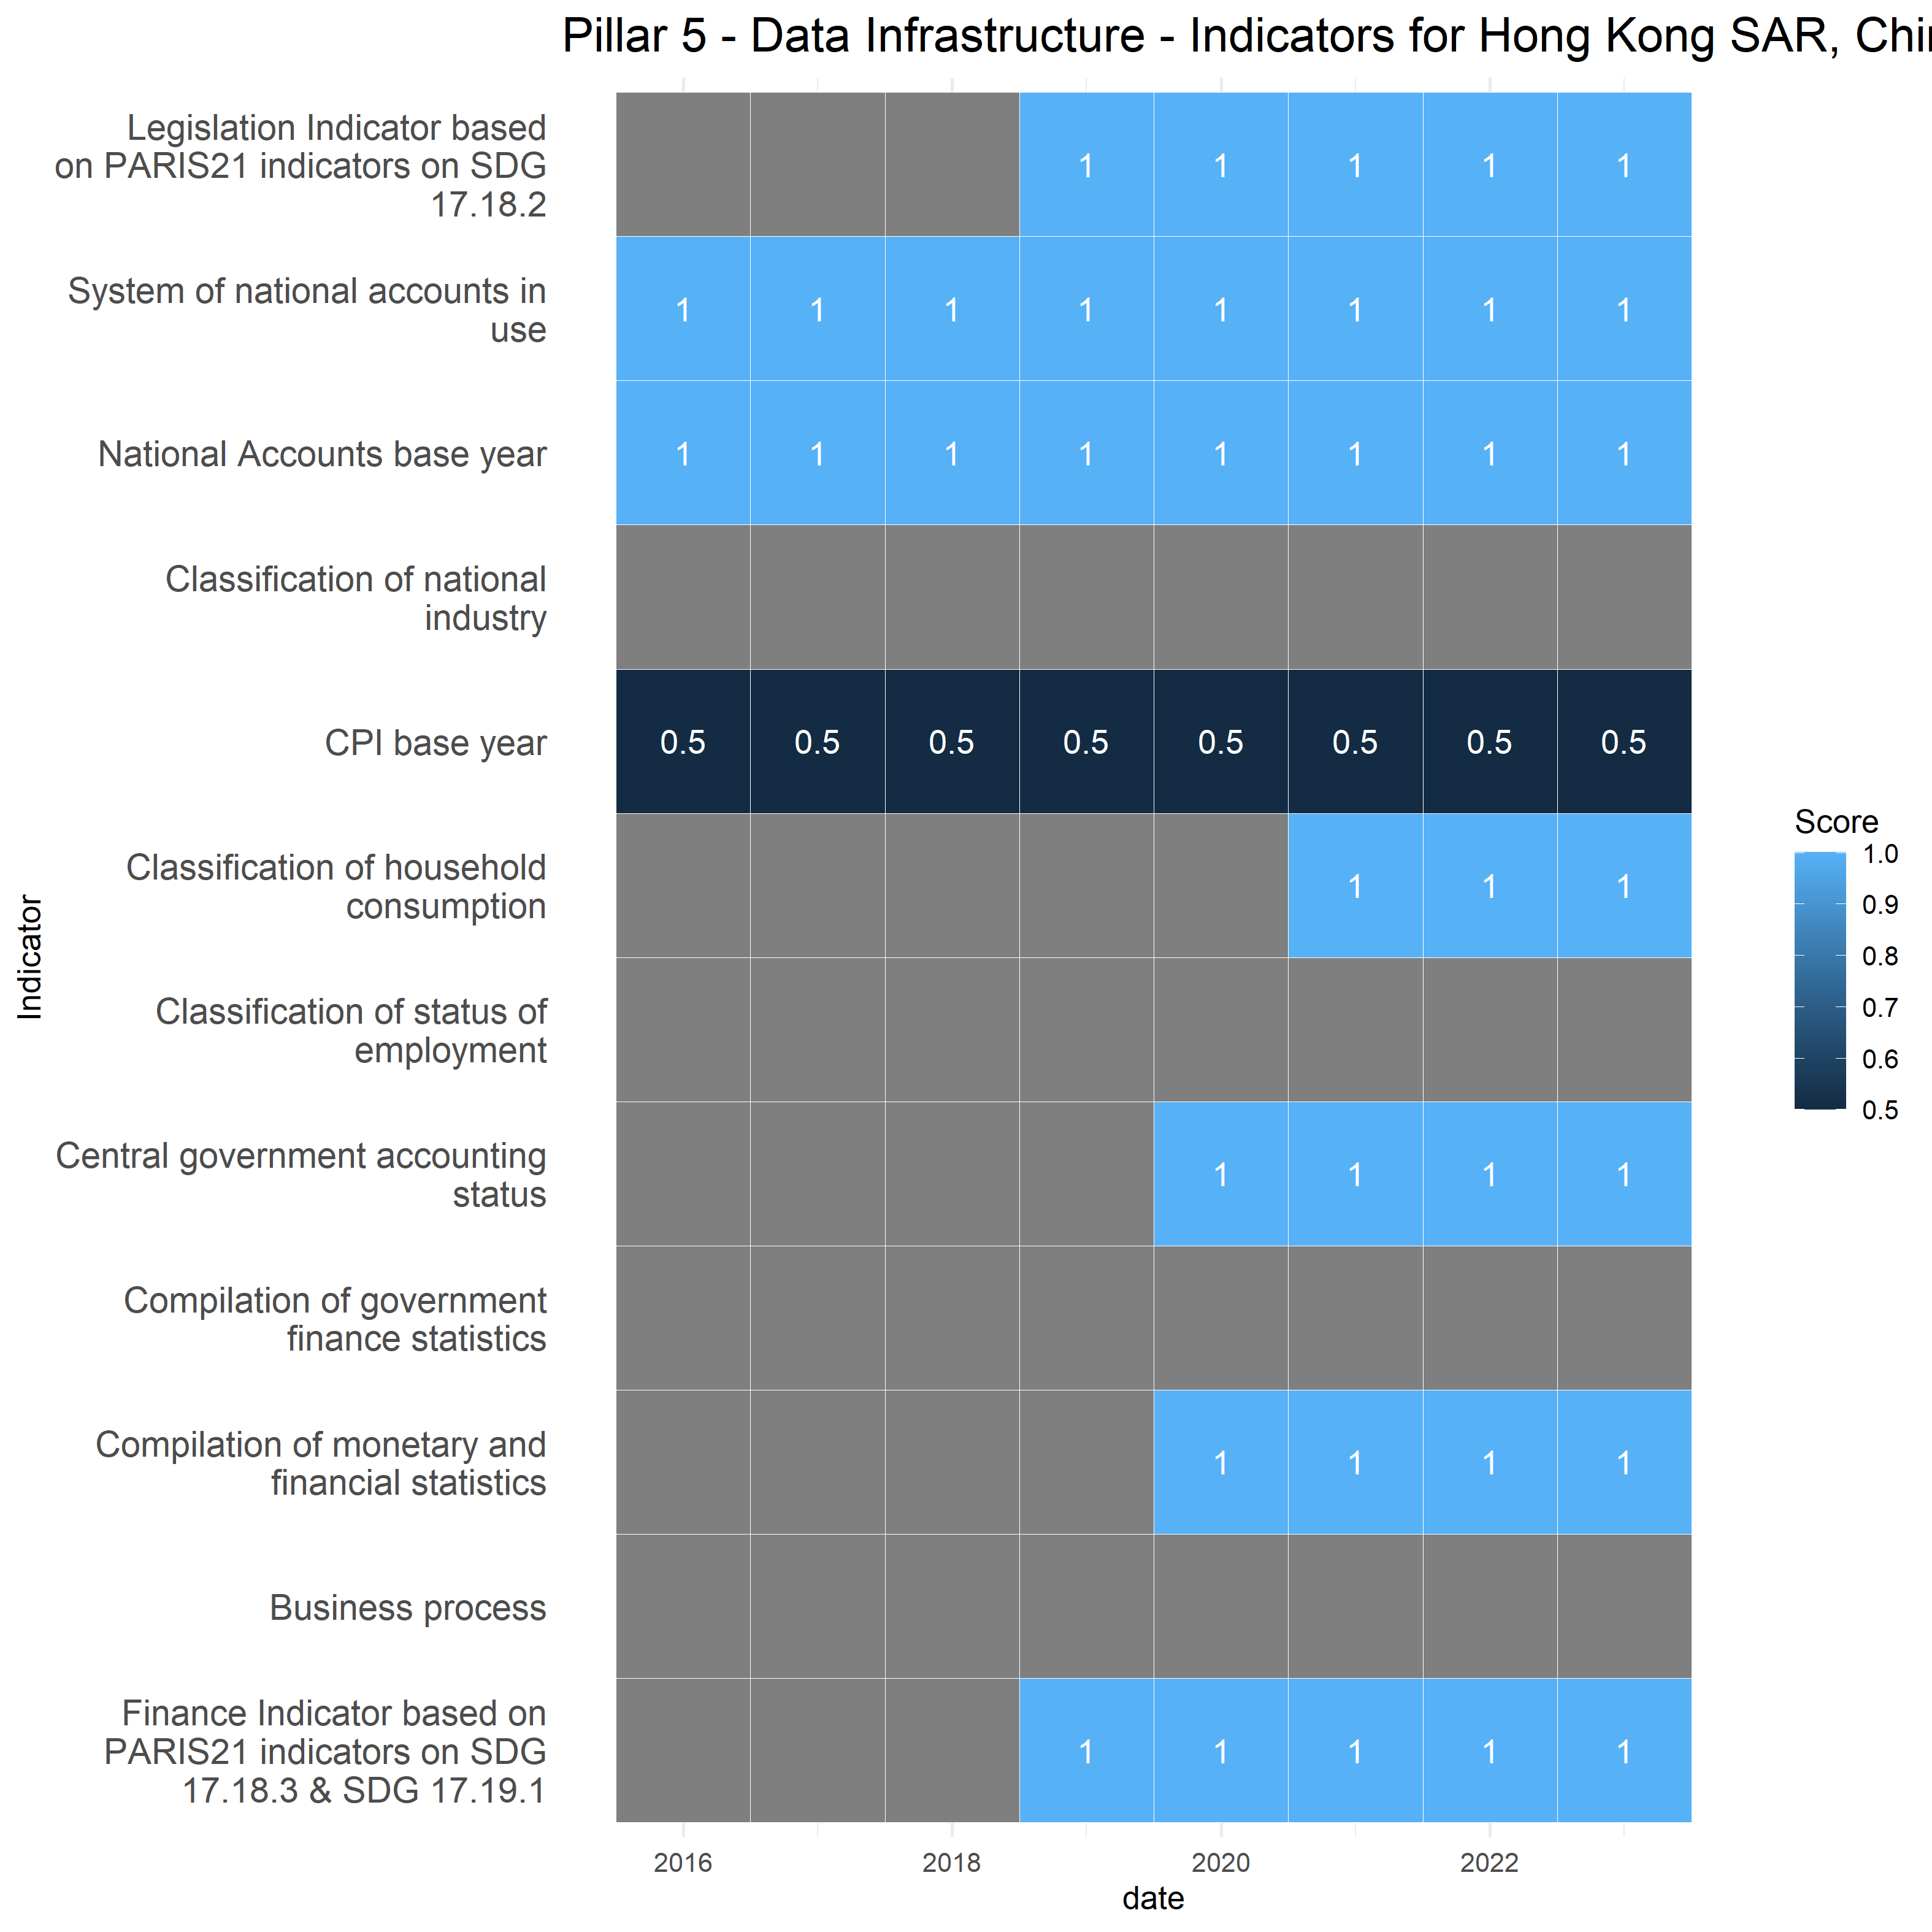 Pillar 5 - Data Infrastructure - Indicators for Hong Kong SAR, Chin
Legislation Indicator based
on PARIS21 indicators on SDG
17.18.2
1 1 1 1 1
System of national accounts in
use
1 1 1 1 1 1 1 1
National Accounts base year
1 1 1 1 1 1 1 1
Classification of national
industry
CPI base year
0.5 0.5 0.5 0.5 0.5 0.5 0.5 0.5
Classification of household
consumption
1 1 1
Classification of status of
employment
Central government accounting
status
1 1 1 1
Compilation of government
finance statistics
Compilation of monetary and
financial statistics
1 1 1 1
Business process
Finance Indicator based on
PARIS21 indicators on SDG
17.18.3 & SDG 17.19.1
1 1 1 1 1
Indicator
2016 2018 2020 2022
date
Score
1.0
0.9
0.8
0.7
0.6
0.5